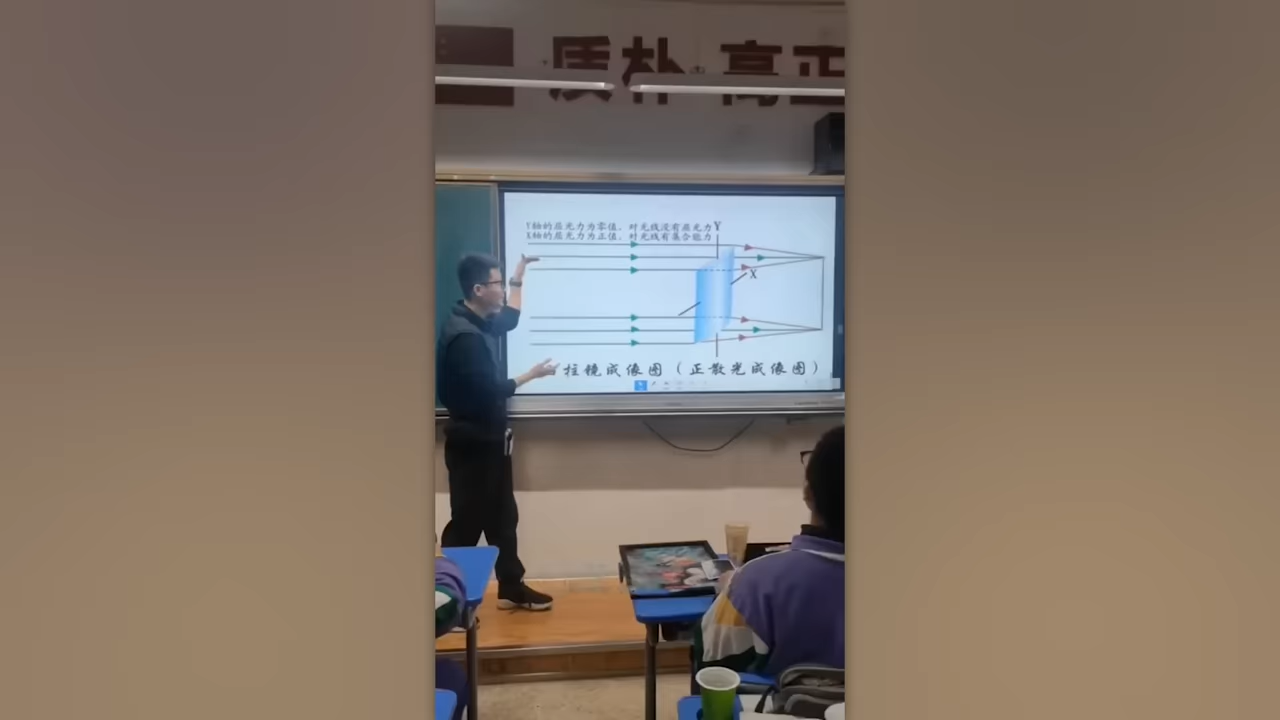 质朴 高正
Y轴的屈光力为零值,对光线没有屈光力
X轴的屈光力为正值,对光线有集合能力
Y
X
柱镜成像图(正散光成像图)